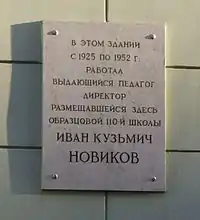 В ЭТОМ ЗДАНИИ
С 1925 ПО 1952 Г.
РАБОТАЛ
ВЫДАЮЩИЙСЯ ПЕДАГОГ
ДИРЕКТОР
РАЗМЕЩАВШЕЙСЯ ЗДЕСЬ
ОБРАЗЦОВОЙ 110-Й ШКОЛЫ
ИВАН КУЗЬМИЧ
НОВИКОВ